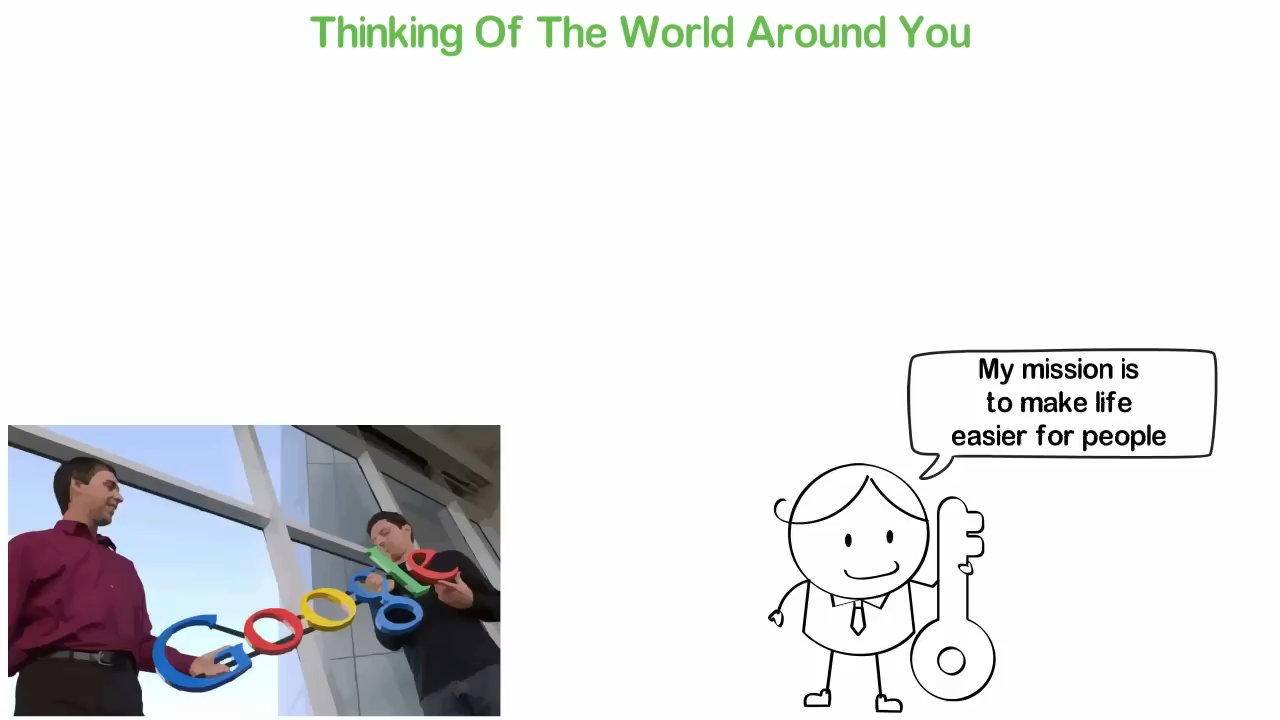 Thinking Of The World Around You
My mission is
to make life
easier for people
Google